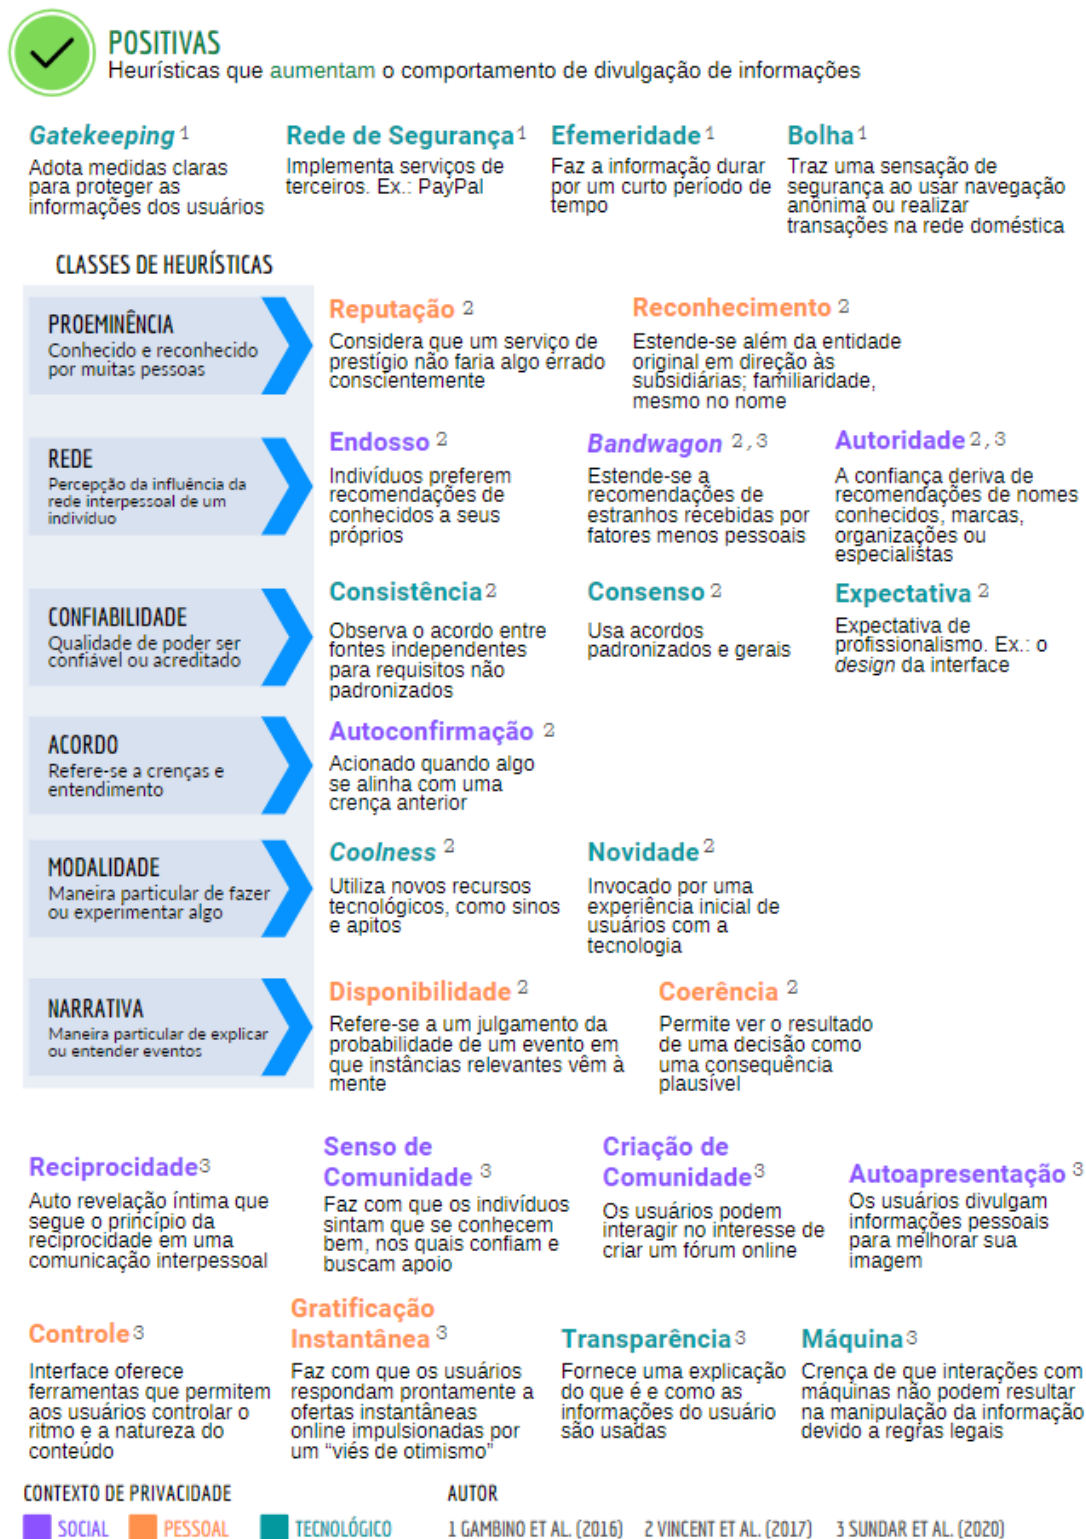 POSITIVAS
Heurísticas que aumentam o comportamento de divulgação de informações
Gatekeeping 1
Adota medidas claras
para proteger as
informações dos usuários
Rede de Segurança 1
Implementa serviços de
terceiros. Ex.: PayPal
Efemeridade 1
Faz a informação durar
por um curto período de
tempo
Bolha 1
Traz uma sensação de
segurança ao usar navegação
anônima ou realizar
transações na rede doméstica
CLASSES DE HEURÍSTICAS
PROEMINÊNCIA
Conhecido e reconhecido
por muitas pessoas
Reputação 2
Considera que um serviço de
prestígio não faria algo errado
conscientemente
Reconhecimento 2
Estende-se além da entidade
original em direção às
subsidiárias; familiaridade,
mesmo no nome
REDE
Percepção da influência da
rede interpessoal de um
indivíduo
Endosso 2
Indivíduos preferem
recomendações de
conhecidos a seus
próprios
Bandwagon 2,3
Estende-se a
recomendações de
estranhos recebidas por
fatores menos pessoais
Autoridade 2,3
A confiança deriva de
recomendações de nomes
conhecidos, marcas,
organizações ou
especialistas
CONFIABILIDADE
Qualidade de poder ser
confiável ou acreditado
Consistência 2
Observa o acordo entre
fontes independentes
para requisitos não
padronizados
Consenso 2
Usa acordos
padronizados e gerais
Expectativa 2
Expectativa de
profissionalismo. Ex.: o
design da interface
ACORDO
Refere-se a crenças e
entendimento
Autoconfirmação 2
Acionado quando algo
se alinha com uma
crença anterior
MODALIDADE
Maneira particular de fazer
ou experimentar algo
Coolness 2
Utiliza novos recursos
tecnológicos, como sinos
e apitos
Novidade 2
Invocado por uma
experiência inicial de
usuários com a
tecnologia
NARRATIVA
Maneira particular de explicar
ou entender eventos
Disponibilidade 2
Refere-se a um julgamento da
probabilidade de um evento em
que instâncias relevantes vêm à
mente
Coerência 2
Permite ver o resultado
de uma decisão como
uma consequência
plausível
Reciprocidade 3
Auto revelação íntima que
segue o princípio da
reciprocidade em uma
comunicação interpessoal
Senso de
Comunidade 3
Faz com que os indivíduos
sintam que se conhecem
bem, nos quais confiam e
buscam apoio
Criação de
Comunidade 3
Os usuários podem
interagir no interesse de
criar um fórum online
Autoapresentação 3
Os usuários divulgam
informações pessoais
para melhorar sua
imagem
Controle 3
Interface oferece
ferramentas que permitem
aos usuários controlar o
ritmo e a natureza do
conteúdo
Gratificação
Instantânea 3
Faz com que os usuários
respondam prontamente a
ofertas instantâneas
online impulsionadas por
um “viés de otimismo”
Transparência 3
Fornece uma explicação
do que é e como as
informações do usuário
são usadas
Máquina 3
Crença de que interações com
máquinas não podem resultar
na manipulação da informação
devido a regras legais
CONTEXTO DE PRIVACIDADE
SOCIAL PESSOAL TECNOLÓGICO
AUTOR
1 GAMBINO ET AL. (2016) 2 VINCENT ET AL. (2017) 3 SUNDAR ET AL. (2020)